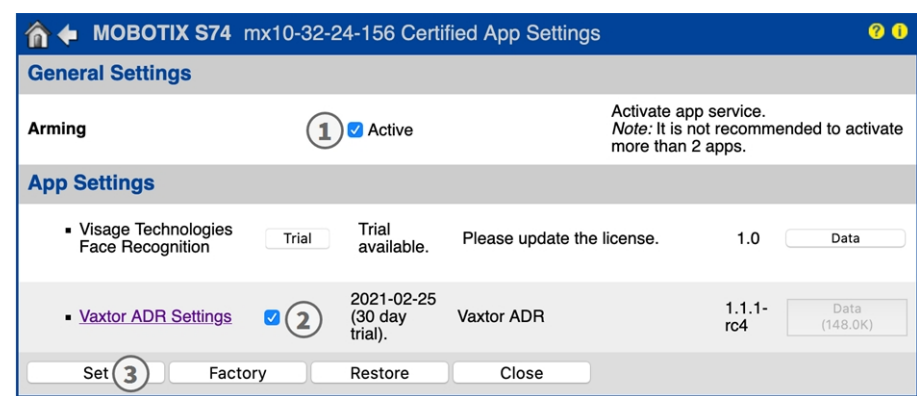 MOBOTIX S74 mx10-32-24-156 Certified App Settings ? i
General Settings
Arming 1 Active
Activate app service.
Note: It is not recommended to activate
more than 2 apps.
App Settings
Visage Technologies
Face Recognition
Trial
Trial
available.
Please update the license.
1.0
Data
Vaxtor ADR Settings
2
2021-02-25
(30 day
trial).
Vaxtor ADR
1.1.1-
rc4
Data
(148.0K)
Set 3 Factory Restore Close